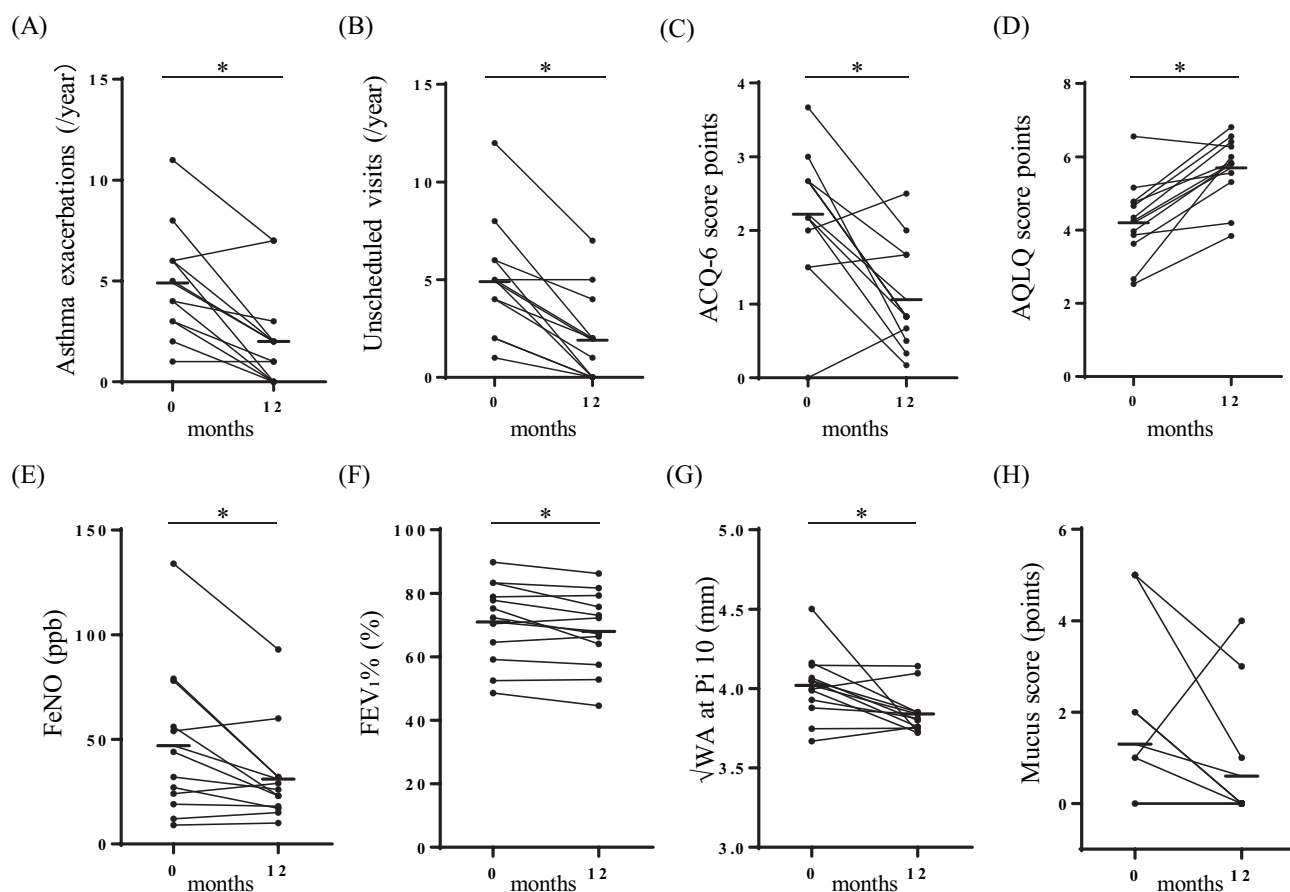 (A)
Asthma exacerbations (/year)
*
15
10
5
0
0 12
months
(B)
Unscheduled visits (/year)
*
15
10
5
0
0 12
months
(C)
ACQ-6 score points
*
4
3
2
1
0
0 12
months
(D)
AQLQ score points
*
8
6
4
2
0
0 12
months
(E)
FeNO (ppb)
*
150
100
50
0
0 12
months
(F)
FEV₁% (%)
*
100
80
60
40
20
0
0 12
months
(G)
√WA at Pi 10 (mm)
*
5.0
4.5
4.0
3.5
3.0
0 12
months
(H)
Mucus score (points)
6
4
2
0
0 12
months